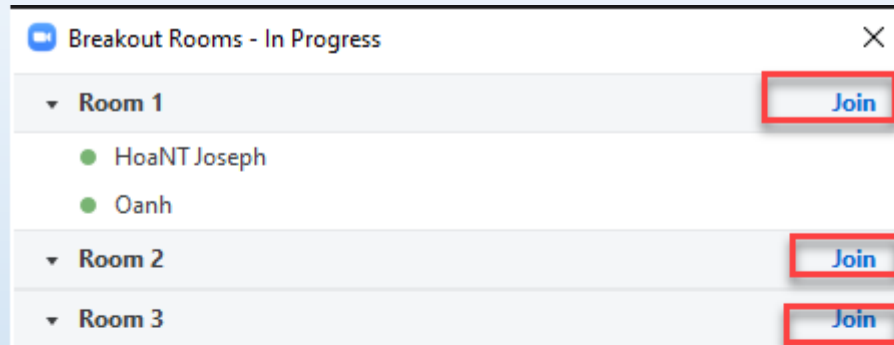 Breakout Rooms - In Progress
Room 1 Join
HoaNT Joseph
Oanh
Room 2 Join
Room 3 Join